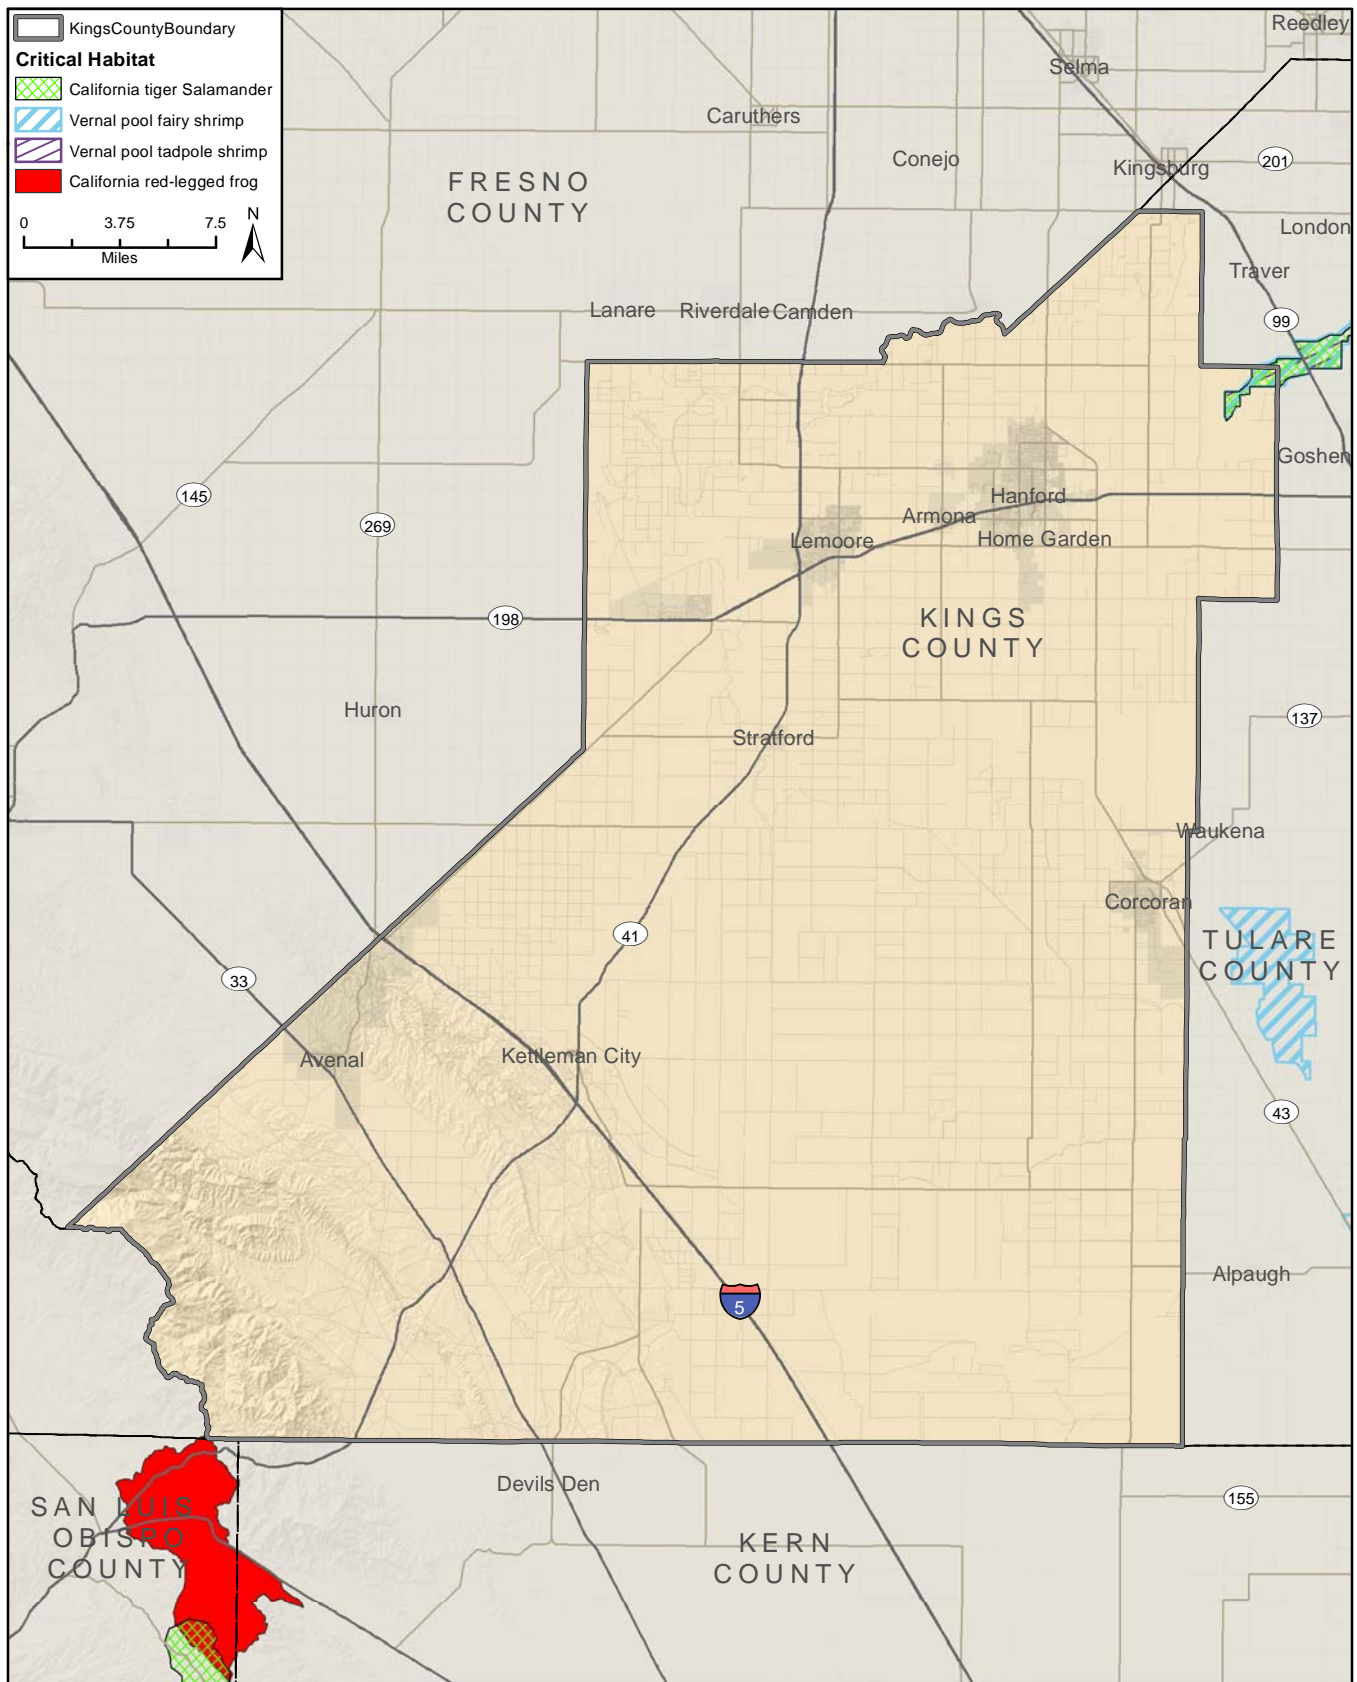 KingsCountyBoundary
Critical Habitat
California tiger Salamander
Vernal pool fairy shrimp
Vernal pool tadpole shrimp
California red-legged frog
0 3.75 7.5
Miles
N
Reedley
Selma
Caruthers
Conejo
Kingsburg
201
FRESNO
COUNTY
London
Traver
Lanare Riverdale Camden
99
Goshen
145
269
Hanford
Armona
Lemoore
Home Garden
198
KINGS
COUNTY
Huron
137
Stratford
Waukena
Corcoran
41
TULARE
COUNTY
33
Avenal
Kettleman City
43
Alpaugh
5
Devils Den
155
SAN LUIS
OBISPO
COUNTY
KERN
COUNTY